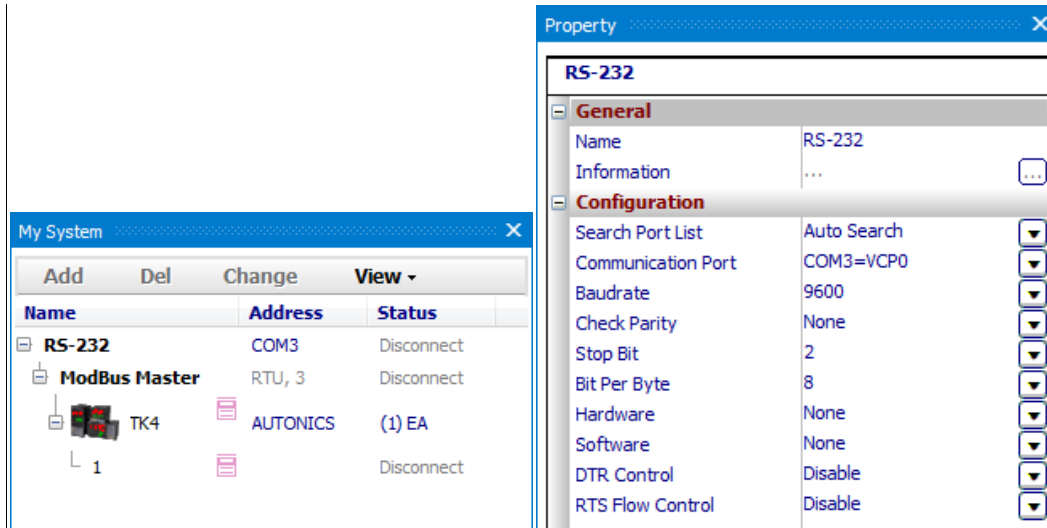 My System
Add Del Change View
Name Address Status
RS-232 COM3 Disconnect
ModBus Master RTU, 3 Disconnect
TK4 AUTONICS (1) EA
1 Disconnect
Property
RS-232
General
Name RS-232
Information ... ...
Configuration
Search Port List Auto Search
Communication Port COM3=VCP0
Baudrate 9600
Check Parity None
Stop Bit 2
Bit Per Byte 8
Hardware None
Software None
DTR Control Disable
RTS Flow Control Disable